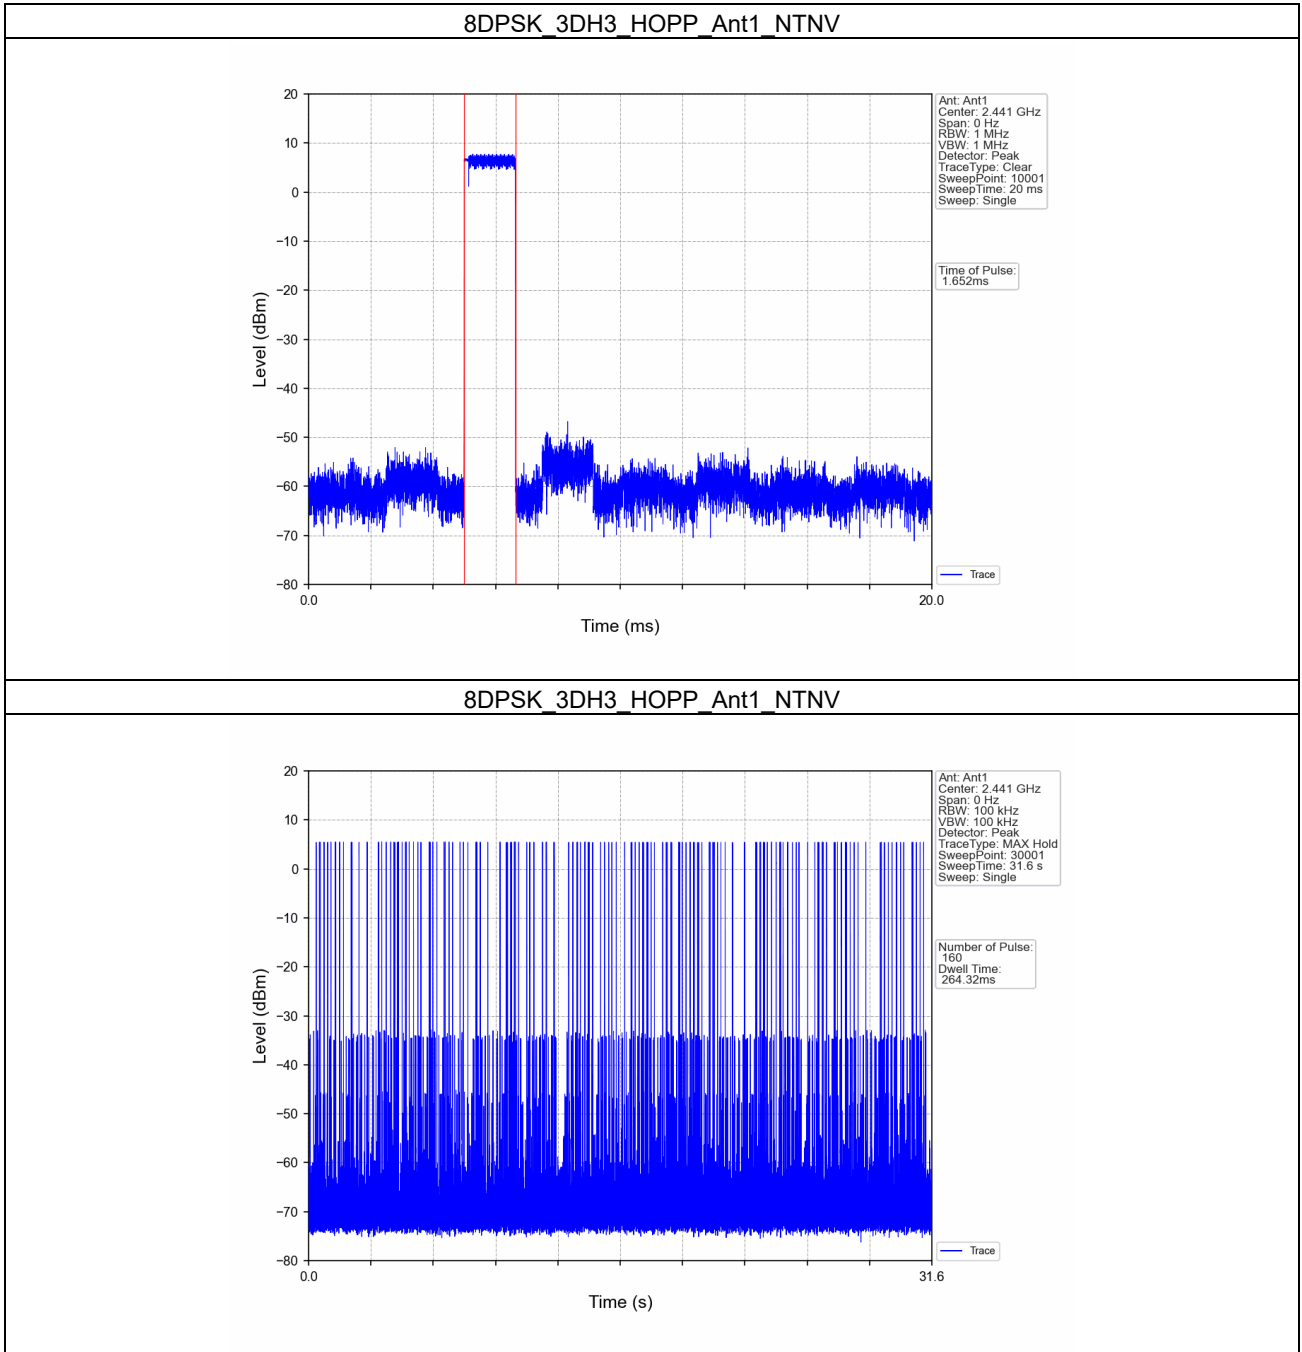 8DPSK_3DH3_HOPP_Ant1_NTNV
20
10
0
−10
−20
−30
−40
−50
−60
−70
−80
Level (dBm)
0.0
20.0
Time (ms)
Ant: Ant1
Center: 2.441 GHz
Span: 0 Hz
RBW: 1 MHz
VBW: 1 MHz
Detector: Peak
TraceType: Clear
SweepPoint: 10001
SweepTime: 20 ms
Sweep: Single
Time of Pulse:
1.652ms
Trace
8DPSK_3DH3_HOPP_Ant1_NTNV
20
10
0
−10
−20
−30
−40
−50
−60
−70
−80
Level (dBm)
0.0
31.6
Time (s)
Ant: Ant1
Center: 2.441 GHz
Span: 0 Hz
RBW: 100 kHz
VBW: 100 kHz
Detector: Peak
TraceType: MAX Hold
SweepPoint: 30001
SweepTime: 31.6 s
Sweep: Single
Number of Pulse:
160
Dwell Time:
264.32ms
Trace